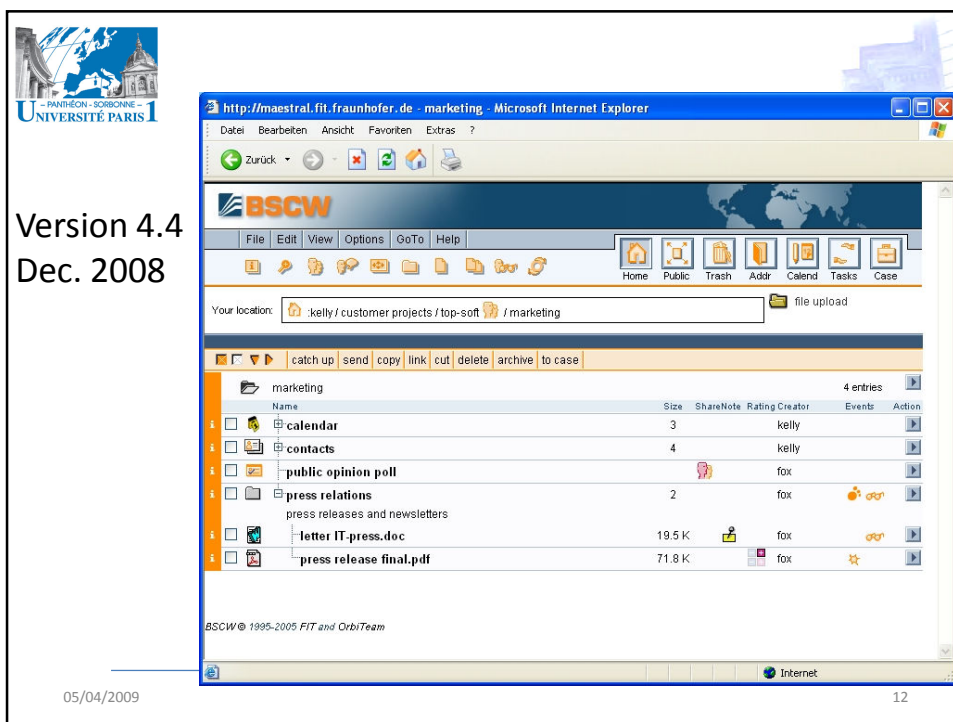 - PANTHÉON - SORBONNE -
UNIVERSITÉ PARIS 1
Version 4.4
Dec. 2008
http://maestral.fit.fraunhofer.de - marketing - Microsoft Internet Explorer
Datei Bearbeiten Ansicht Favoriten Extras ?
Zurück
BSCW
File Edit View Options GoTo Help
Home Public Trash Addr Calend Tasks Case
Your location: :kelly / customer projects / top-soft / marketing
file upload
catch up send copy link cut delete archive to case
marketing 4 entries
Name Size Share Note Rating Creator Events Action
i calendar 3 kelly
i contacts 4 kelly
i public opinion poll fox
i press relations 2 fox
press releases and newsletters
i letter IT-press.doc 19.5 K fox
i press release final.pdf 71.8 K fox
BSCW © 1995-2005 FIT and OrbiTeam
Internet
05/04/2009
12